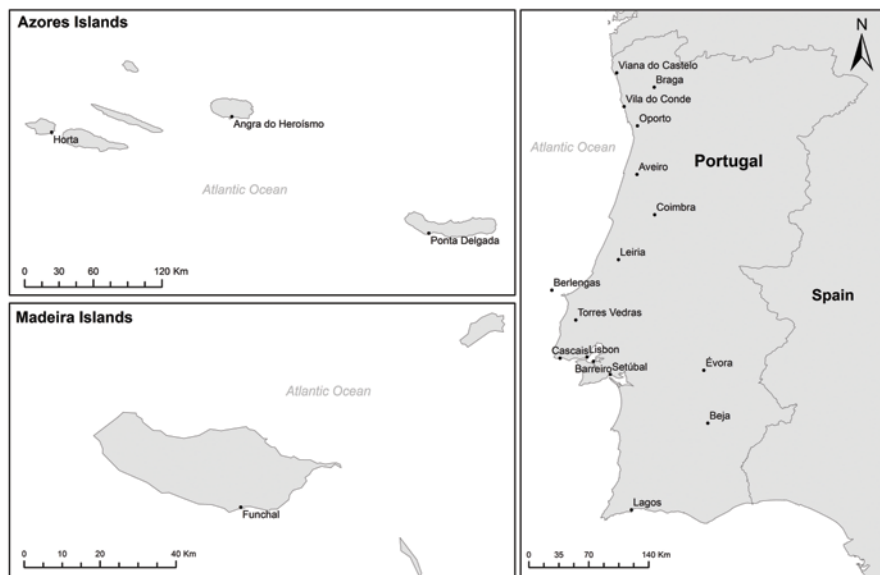 Azores Islands
Horta
Angra do Heroísmo
Atlantic Ocean
Ponta Delgada
0 30 60 120 Km
Madeira Islands
Atlantic Ocean
Funchal
0 10 20 40 Km
N
Viana do Castelo
Braga
Vila do Conde
Oporto
Atlantic Ocean
Portugal
Aveiro
Coimbra
Leiria
Berlengas
Spain
Torres Vedras
Cascais
Lisbon
Barreiro
Setúbal
Évora
Beja
Lagos
0 35 70 140 Km